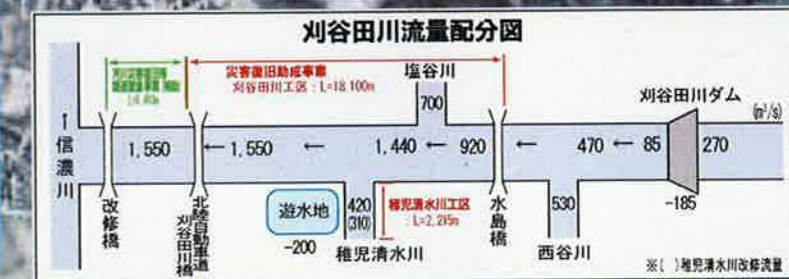 刈谷田川流量配分図
災害復旧助成事業
刈谷田川工区：L=18,100m
塩谷川
700
刈谷田川ダム
(m³/s)
←信濃川
1,550
←1,550
←
1,440
←
920
←
470
←
85
270
改修橋
北陸自動車道
刈谷田川橋
遊水地
-200
420
(310)
稚児清水川
稚児清水川工区
：L=2,215m
水島橋
530
西谷川
-185
※( )稚児清水川改修流量